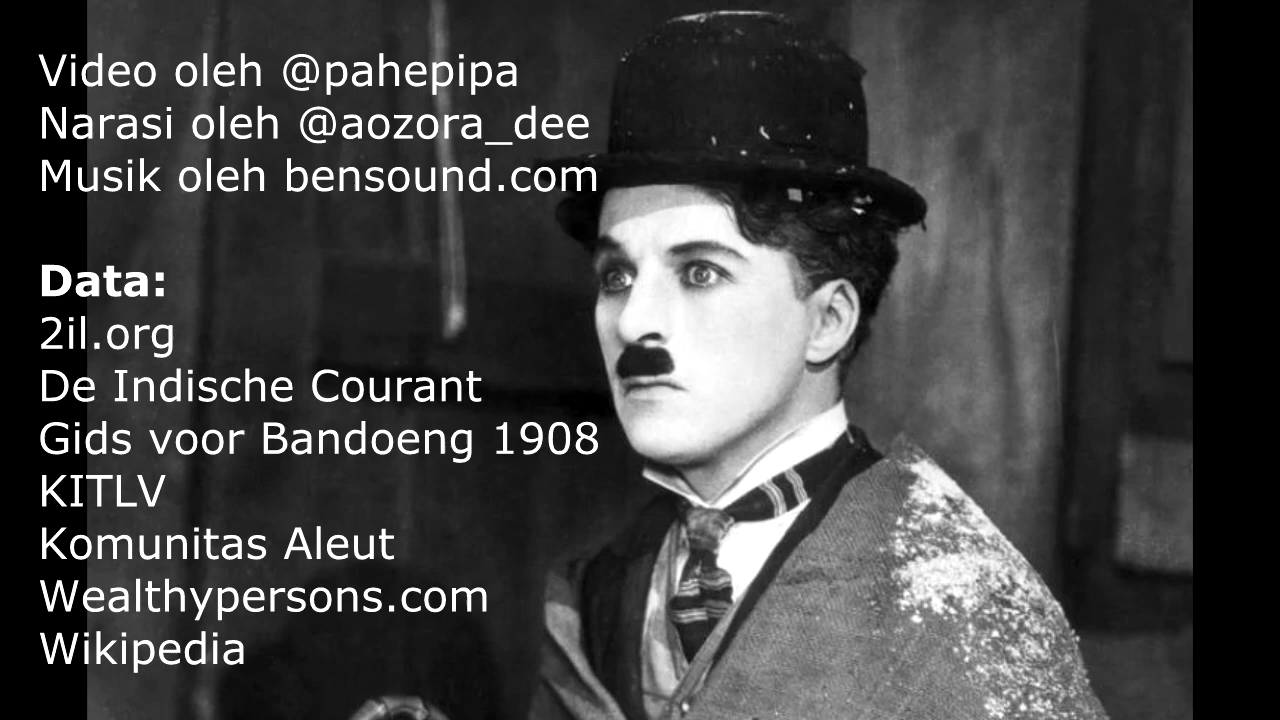 Video oleh @pahepipa
Narasi oleh @aozora_dee
Musik oleh bensound.com
Data:
2il.org
De Indische Courant
Gids voor Bandoeng 1908
KITLV
Komunitas Aleut
Wealthypersons.com
Wikipedia